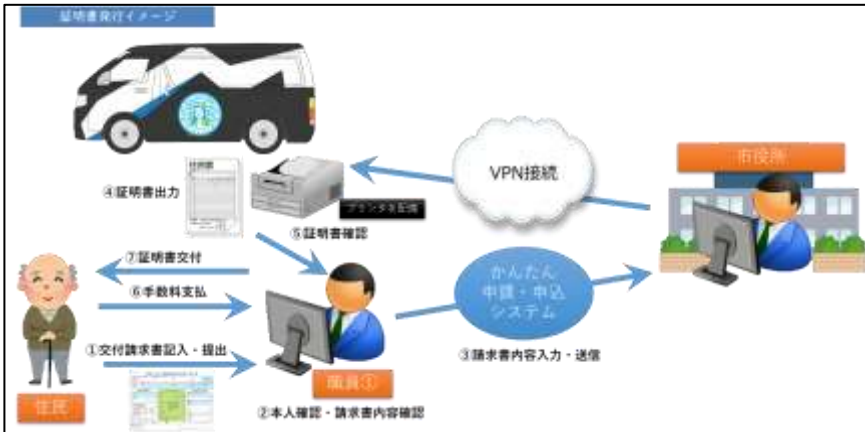 証明書発行イメージ
VPN接続
市役所
④証明書出力
プリンタを配備
⑤証明書確認
⑦証明書交付
⑥手数料支払
かんたん
申請・申込
システム
①交付請求書記入・提出
③請求書内容入力・送信
職員①
住民
②本人確認・請求書内容確認